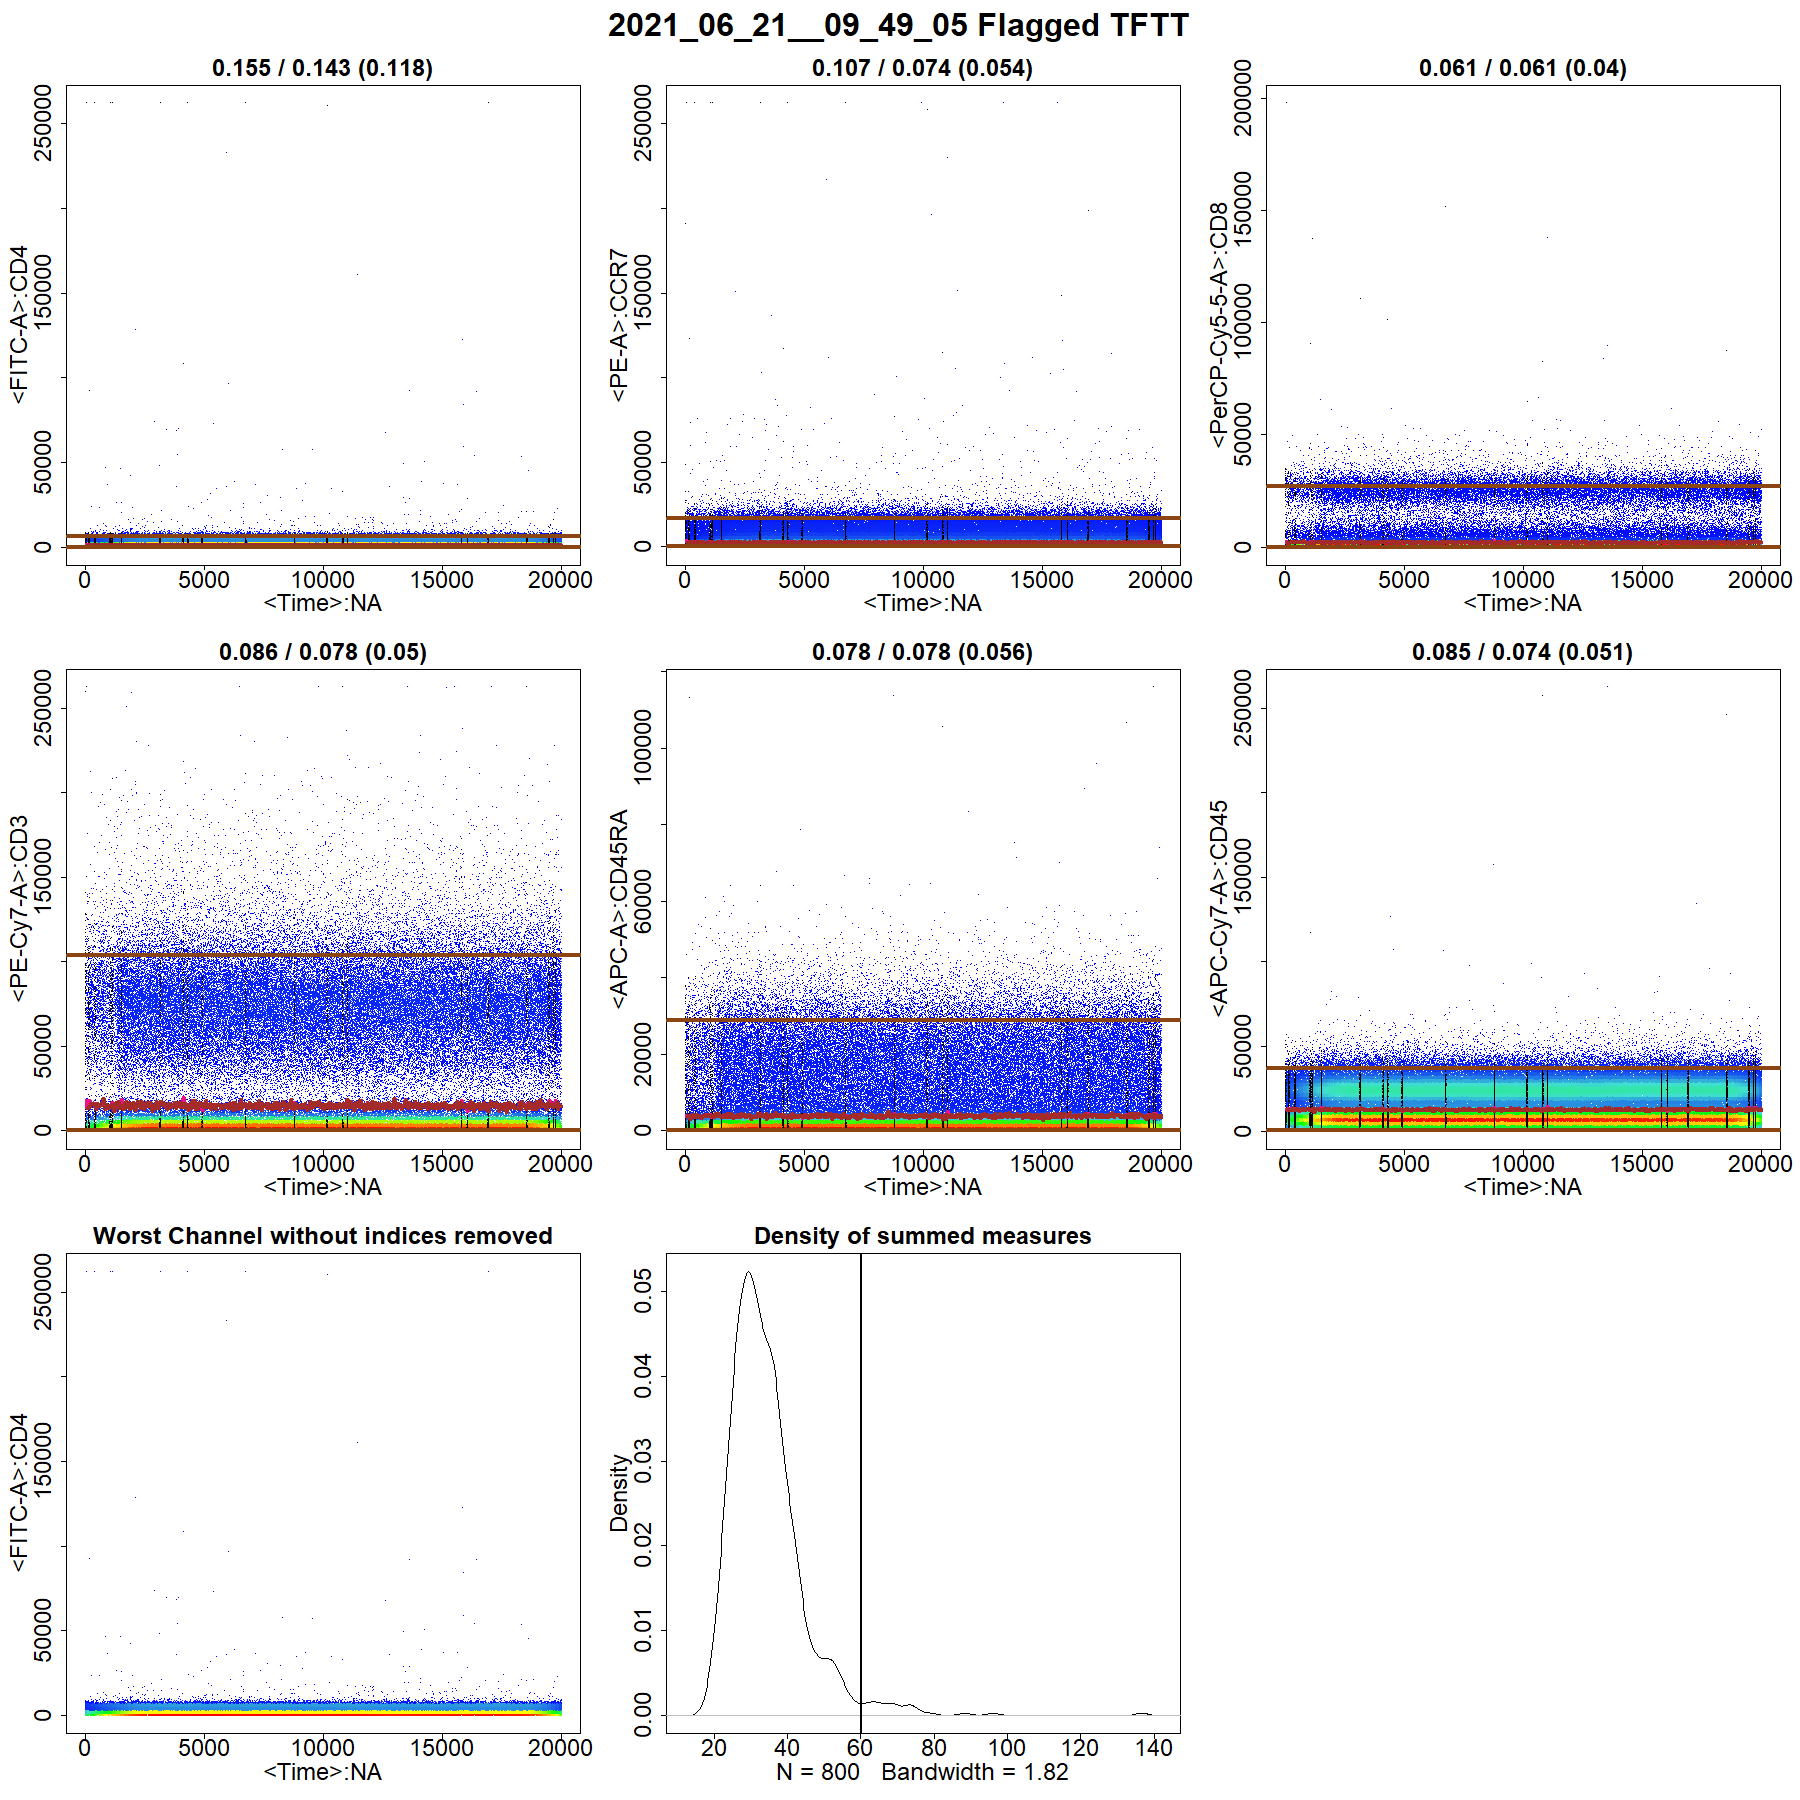 2021_06_21__09_49_05 Flagged TFTT
0.155 / 0.143 (0.118)
<FITC-A>:CD4
0 50000 150000 250000
0 5000 10000 15000 20000
<Time>:NA
0.107 / 0.074 (0.054)
<PE-A>:CCR7
0 50000 150000 250000
0 5000 10000 15000 20000
<Time>:NA
0.061 / 0.061 (0.04)
<PerCP-Cy5-5-A>:CD8
0 50000 100000 150000 200000
0 5000 10000 15000 20000
<Time>:NA
0.086 / 0.078 (0.05)
<PE-Cy7-A>:CD3
0 50000 150000 250000
0 5000 10000 15000 20000
<Time>:NA
0.078 / 0.078 (0.056)
<APC-A>:CD45RA
0 20000 60000 100000
0 5000 10000 15000 20000
<Time>:NA
0.085 / 0.074 (0.051)
<APC-Cy7-A>:CD45
0 50000 150000 250000
0 5000 10000 15000 20000
<Time>:NA
Worst Channel without indices removed
<FITC-A>:CD4
0 50000 150000 250000
0 5000 10000 15000 20000
<Time>:NA
Density of summed measures
Density
0.00 0.01 0.02 0.03 0.04 0.05
20 40 60 80 100 120 140
N = 800 Bandwidth = 1.82